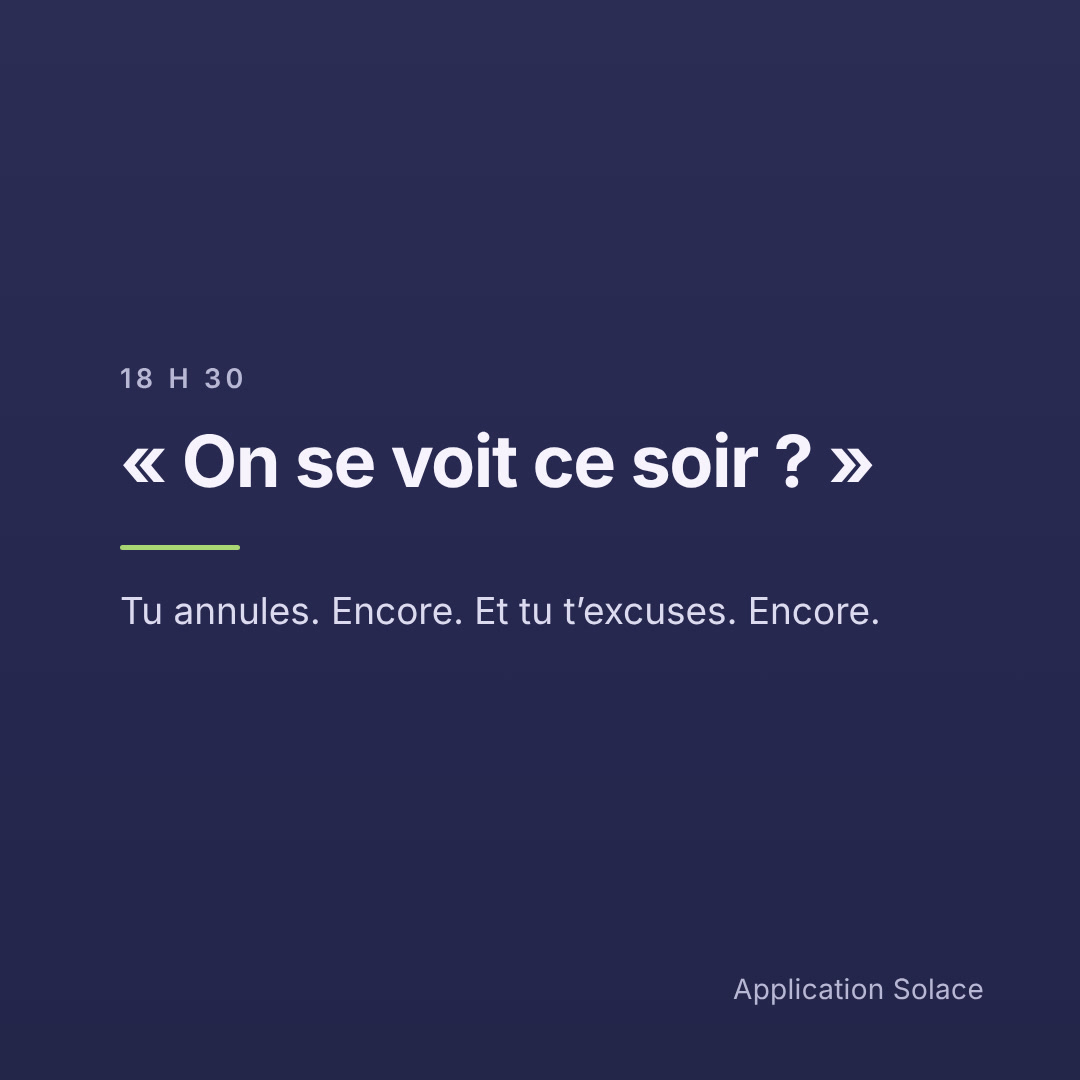 18 H 30
« On se voit ce soir ? »
Tu annules. Encore. Et tu t’excuses. Encore.
Application Solace